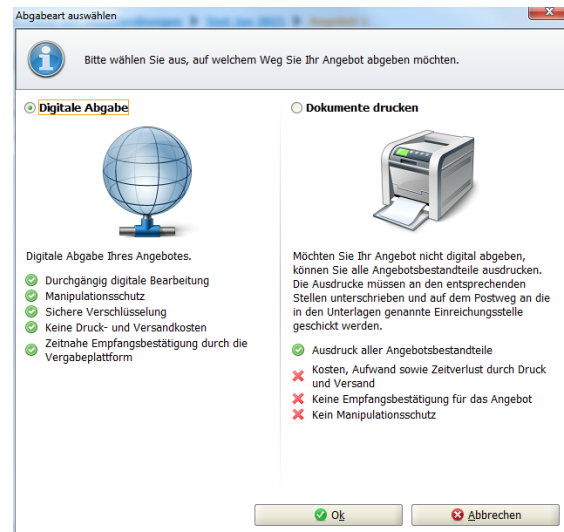 Abgabeart auswählen
Bitte wählen Sie aus, auf welchem Weg Sie Ihr Angebot abgeben möchten.
Digitale Abgabe
Digitale Abgabe Ihres Angebotes.
Durchgängig digitale Bearbeitung
Manipulationsschutz
Sichere Verschlüsselung
Keine Druck- und Versandkosten
Zeitnahe Empfangsbestätigung durch die
Vergabeplattform
Dokumente drucken
Möchten Sie Ihr Angebot nicht digital abgeben,
können Sie alle Angebotsbestandteile ausdrucken.
Die Ausdrucke müssen an den entsprechenden
Stellen unterschrieben und auf dem Postweg an die
in den Unterlagen genannte Einreichungsstelle
geschickt werden.
Ausdruck aller Angebotsbestandteile
Kosten, Aufwand sowie Zeitverlust durch Druck
und Versand
Keine Empfangsbestätigung für das Angebot
Kein Manipulationsschutz
Ok
Abbrechen